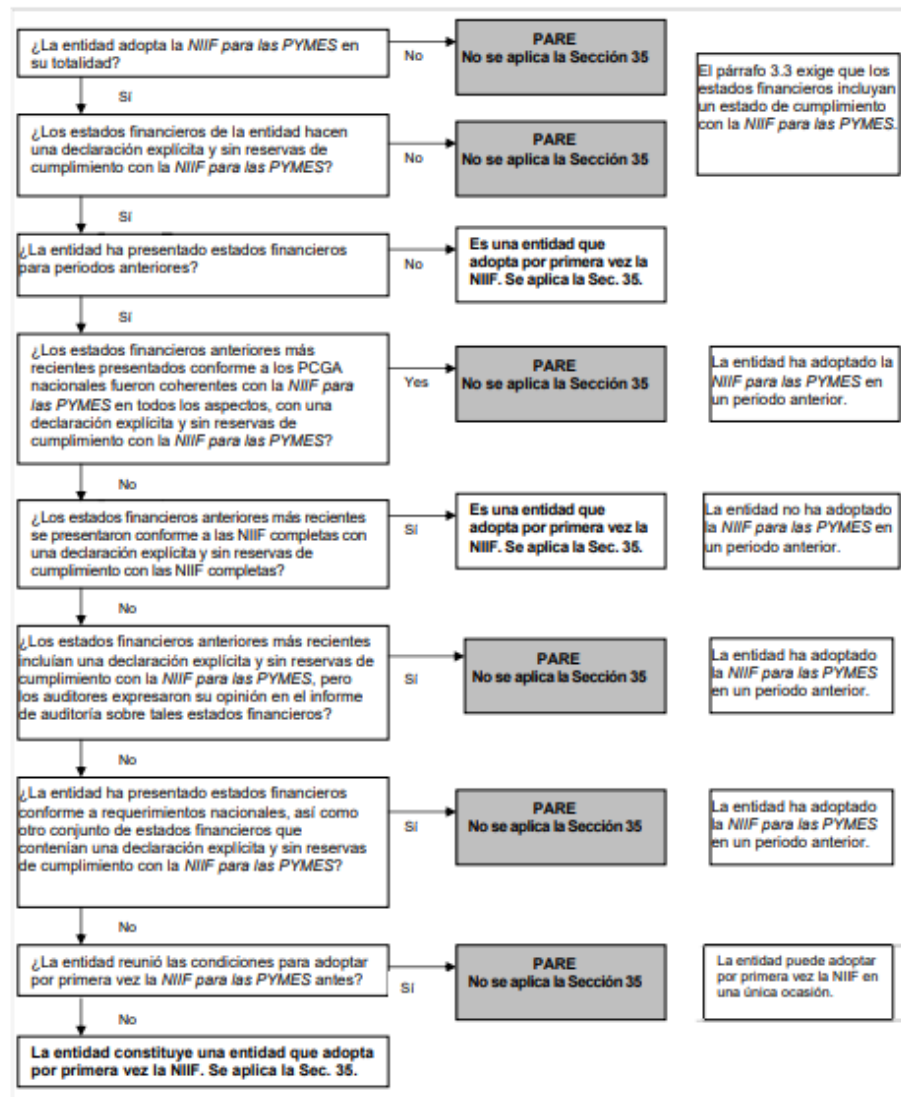 ¿La entidad adopta la NIIF para las PYMES en
su totalidad?
No
PARE
No se aplica la Sección 35
El párrafo 3.3 exige que los
estados financieros incluyan
un estado de cumplimiento
con la NIIF para las PYMES.
Sí
¿Los estados financieros de la entidad hacen
una declaración explícita y sin reservas de
cumplimiento con la NIIF para las PYMES?
No
PARE
No se aplica la Sección 35
Sí
¿La entidad ha presentado estados financieros
para periodos anteriores?
No
Es una entidad que
adopta por primera vez la
NIIF. Se aplica la Sec. 35.
Sí
¿Los estados financieros anteriores más
recientes presentados conforme a los PCGA
nacionales fueron coherentes con la NIIF para
las PYMES en todos los aspectos, con una
declaración explícita y sin reservas de
cumplimiento con la NIIF para las PYMES?
Yes
PARE
No se aplica la Sección 35
La entidad ha adoptado la
NIIF para las PYMES en
un periodo anterior.
No
¿Los estados financieros anteriores más recientes
se presentaron conforme a las NIIF completas con
una declaración explícita y sin reservas de
cumplimiento con las NIIF completas?
Sí
Es una entidad que
adopta por primera vez la
NIIF. Se aplica la Sec. 35.
La entidad no ha adoptado
la NIIF para las PYMES en
un periodo anterior.
No
¿Los estados financieros anteriores más recientes
incluían una declaración explícita y sin reservas de
cumplimiento con la NIIF para las PYMES, pero
los auditores expresaron su opinión en el informe
de auditoría sobre tales estados financieros?
Sí
PARE
No se aplica la Sección 35
La entidad ha adoptado
la NIIF para las PYMES
en un periodo anterior.
No
¿La entidad ha presentado estados financieros
conforme a requerimientos nacionales, así como
otro conjunto de estados financieros que
contenían una declaración explícita y sin reservas
de cumplimiento con la NIIF para las PYMES?
Sí
PARE
No se aplica la Sección 35
La entidad ha adoptado
la NIIF para las PYMES
en un periodo anterior.
No
¿La entidad reunió las condiciones para adoptar
por primera vez la NIIF para las PYMES antes?
Sí
PARE
No se aplica la Sección 35
La entidad puede adoptar
por primera vez la NIIF en
una única ocasión.
No
La entidad constituye una entidad que adopta
por primera vez la NIIF. Se aplica la Sec. 35.